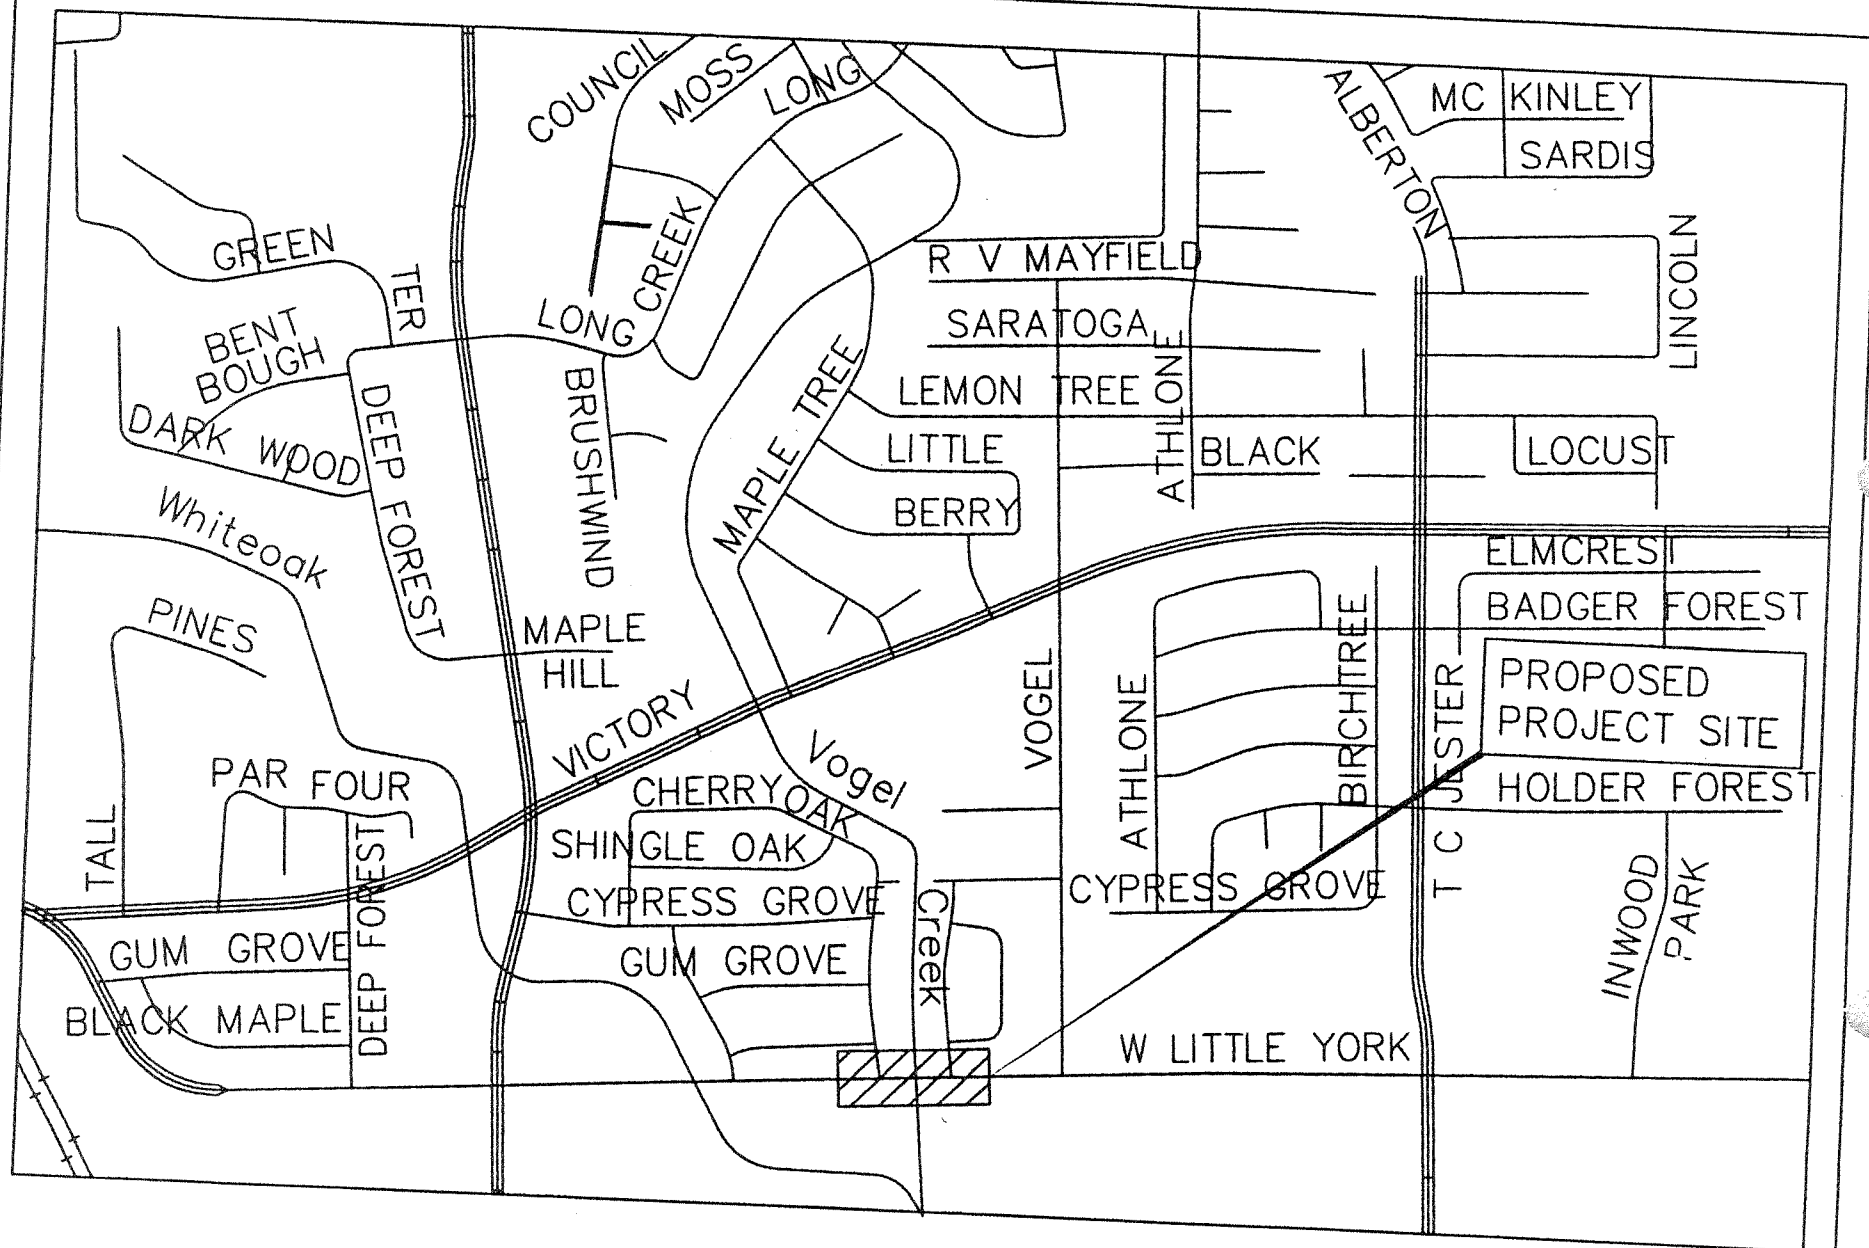 COUNCIL
MOSS
LONG
ALBERTON
MC KINLEY
SARDIS
GREEN
TER
CREEK
LONG
R V MAYFIELD
LINCOLN
SARATOGA
BENT
BOUGH
LEMON TREE
ATHLONE
DARK WOOD
DEEP FOREST
BRUSHWIND
MAPLE TREE
LITTLE
BERRY
BLACK
LOCUST
Whiteoak
ELMCREST
BADGER FOREST
PINES
MAPLE
HILL
VOGEL
ATHLONE
BIRCHTREE
T C JESTER
PROPOSED
PROJECT SITE
VICTORY
Vogel
Creek
PAR FOUR
TALL
CHERRY OAK
HOLDER FOREST
SHINGLE OAK
CYPRESS GROVE
CYPRESS GROVE
DEEP FOREST
GUM GROVE
GUM GROVE
INWOOD
PARK
BLACK MAPLE
W LITTLE YORK